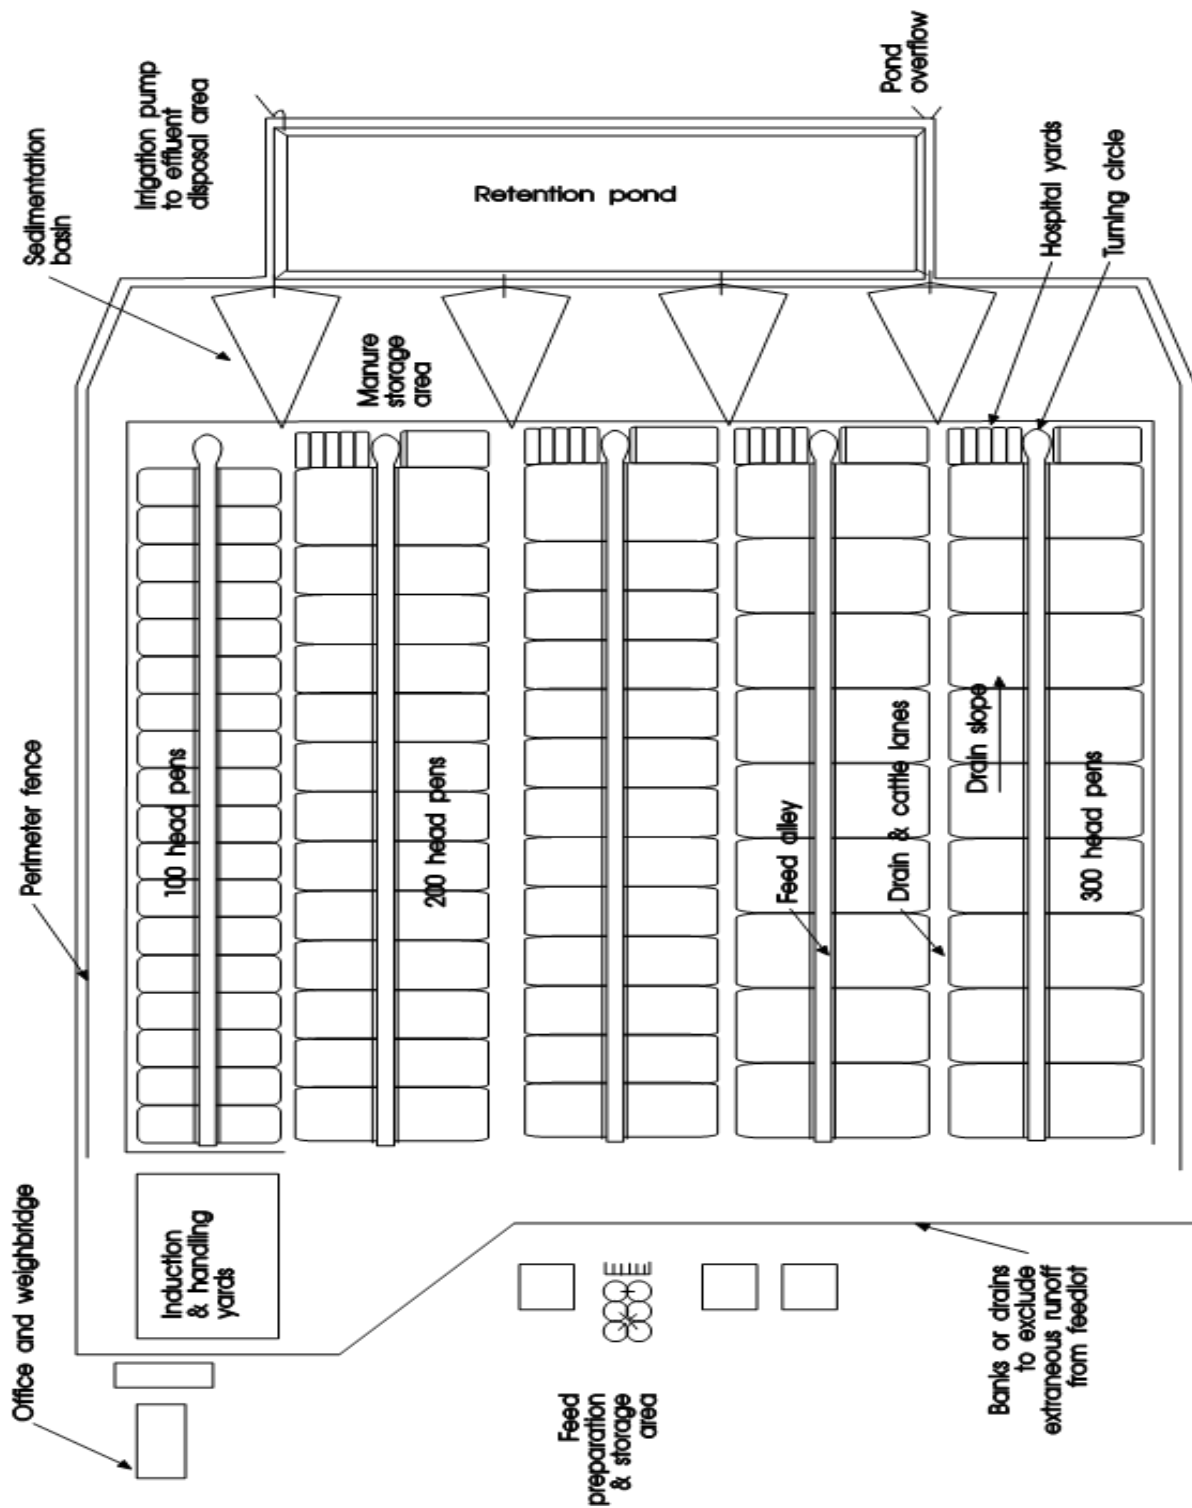 Irrigation pump
to effluent
disposal area
Pond
overflow
Sedimentation
basin
Retention pond
Hospital yards
Turning circle
Manure
storage
area
Perimeter fence
100 head pens
200 head pens
Feed alley
Drain & cattle lanes
Drain slope
300 head pens
Office and weighbridge
Induction
& handling
yards
Feed
preparation
& storage
area
Banks or drains
to exclude
extraneous runoff
from feedlot